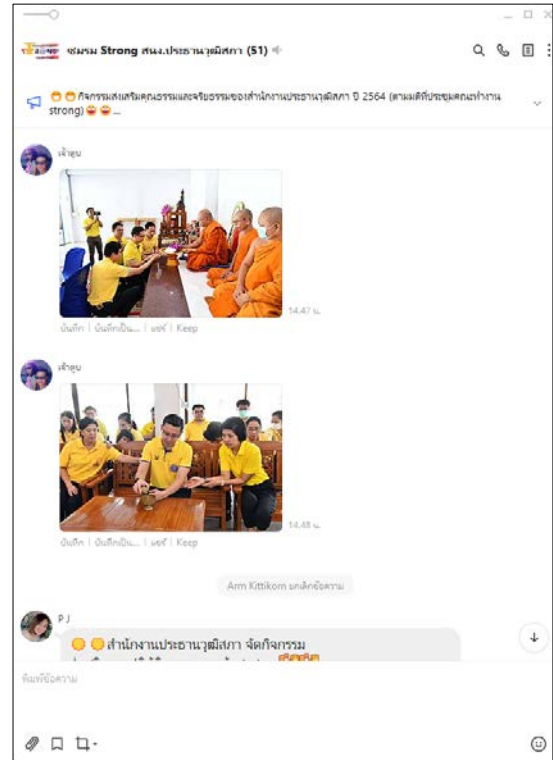 ชมรม Strong สนง.ประธานวุฒิสภา (51)
กิจกรรมส่งเสริมคุณธรรมและจริยธรรมของสำนักงานประธานวุฒิสภา ปี 2564 (ตามมติที่ประชุมคณะทำงาน
strong) ...
เจ้าตูบ
14.47 น.
บันทึก | บันทึกเป็น... | แชร์ | Keep
เจ้าตูบ
14.48 น.
บันทึก | บันทึกเป็น... | แชร์ | Keep
Arm Kittikorn ยกเลิกข้อความ
P J
สำนักงานประธานวุฒิสภา จัดกิจกรรม
พิมพ์ข้อความ